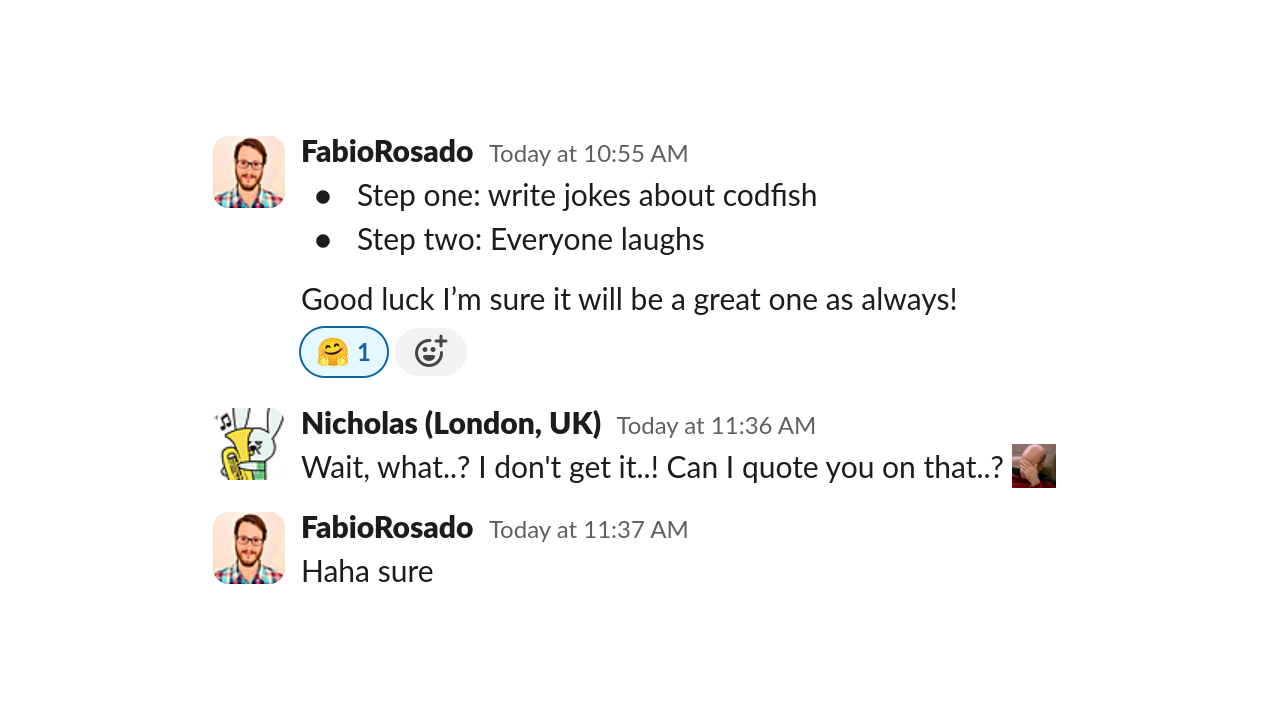 FabioRosado Today at 10:55 AM
• Step one: write jokes about codfish
• Step two: Everyone laughs
Good luck I’m sure it will be a great one as always!
🤗 1
Nicholas (London, UK) Today at 11:36 AM
Wait, what..? I don't get it..! Can I quote you on that..?
FabioRosado Today at 11:37 AM
Haha sure